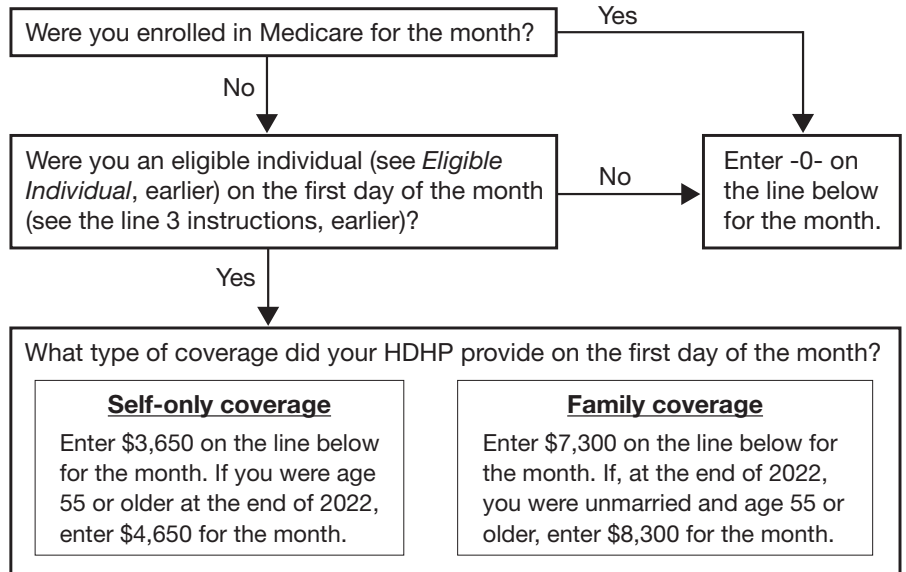 Were you enrolled in Medicare for the month?
Yes
No
Were you an eligible individual (see Eligible
Individual, earlier) on the first day of the month
(see the line 3 instructions, earlier)?
No
Enter -0- on
the line below
for the month.
Yes
What type of coverage did your HDHP provide on the first day of the month?
Self-only coverage
Enter $3,650 on the line below
for the month. If you were age
55 or older at the end of 2022,
enter $4,650 for the month.
Family coverage
Enter $7,300 on the line below for
the month. If, at the end of 2022,
you were unmarried and age 55 or
older, enter $8,300 for the month.